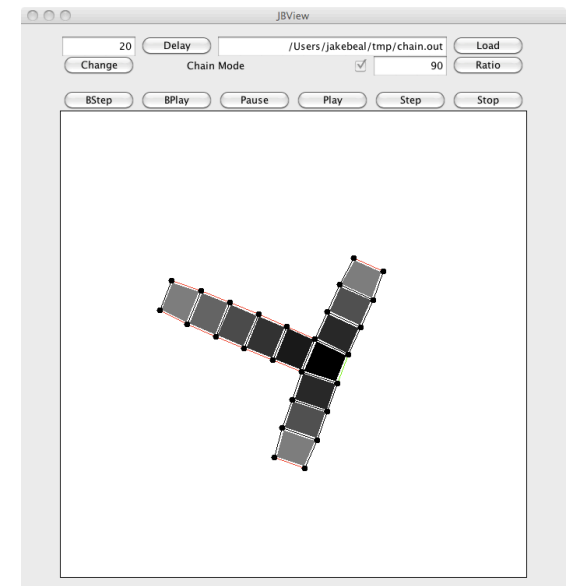 JBView
20 Delay /Users/jakebeal/tmp/chain.out Load
Change Chain Mode 90 Ratio
BStep BPlay Pause Play Step Stop